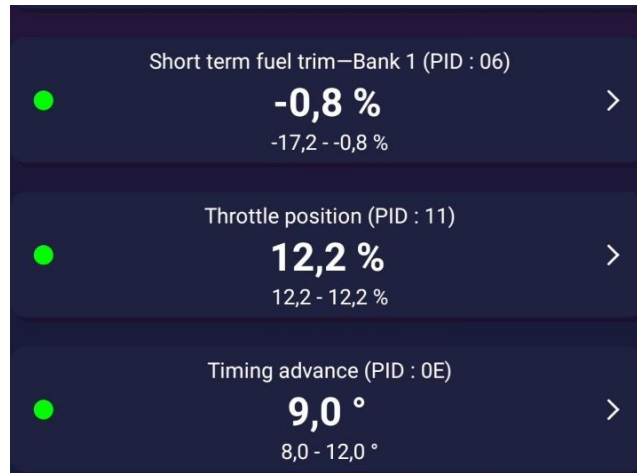 Short term fuel trim—Bank 1 (PID : 06)
-0,8 %
-17,2 - -0,8 %
Throttle position (PID : 11)
12,2 %
12,2 - 12,2 %
Timing advance (PID : 0E)
9,0 °
8,0 - 12,0 °